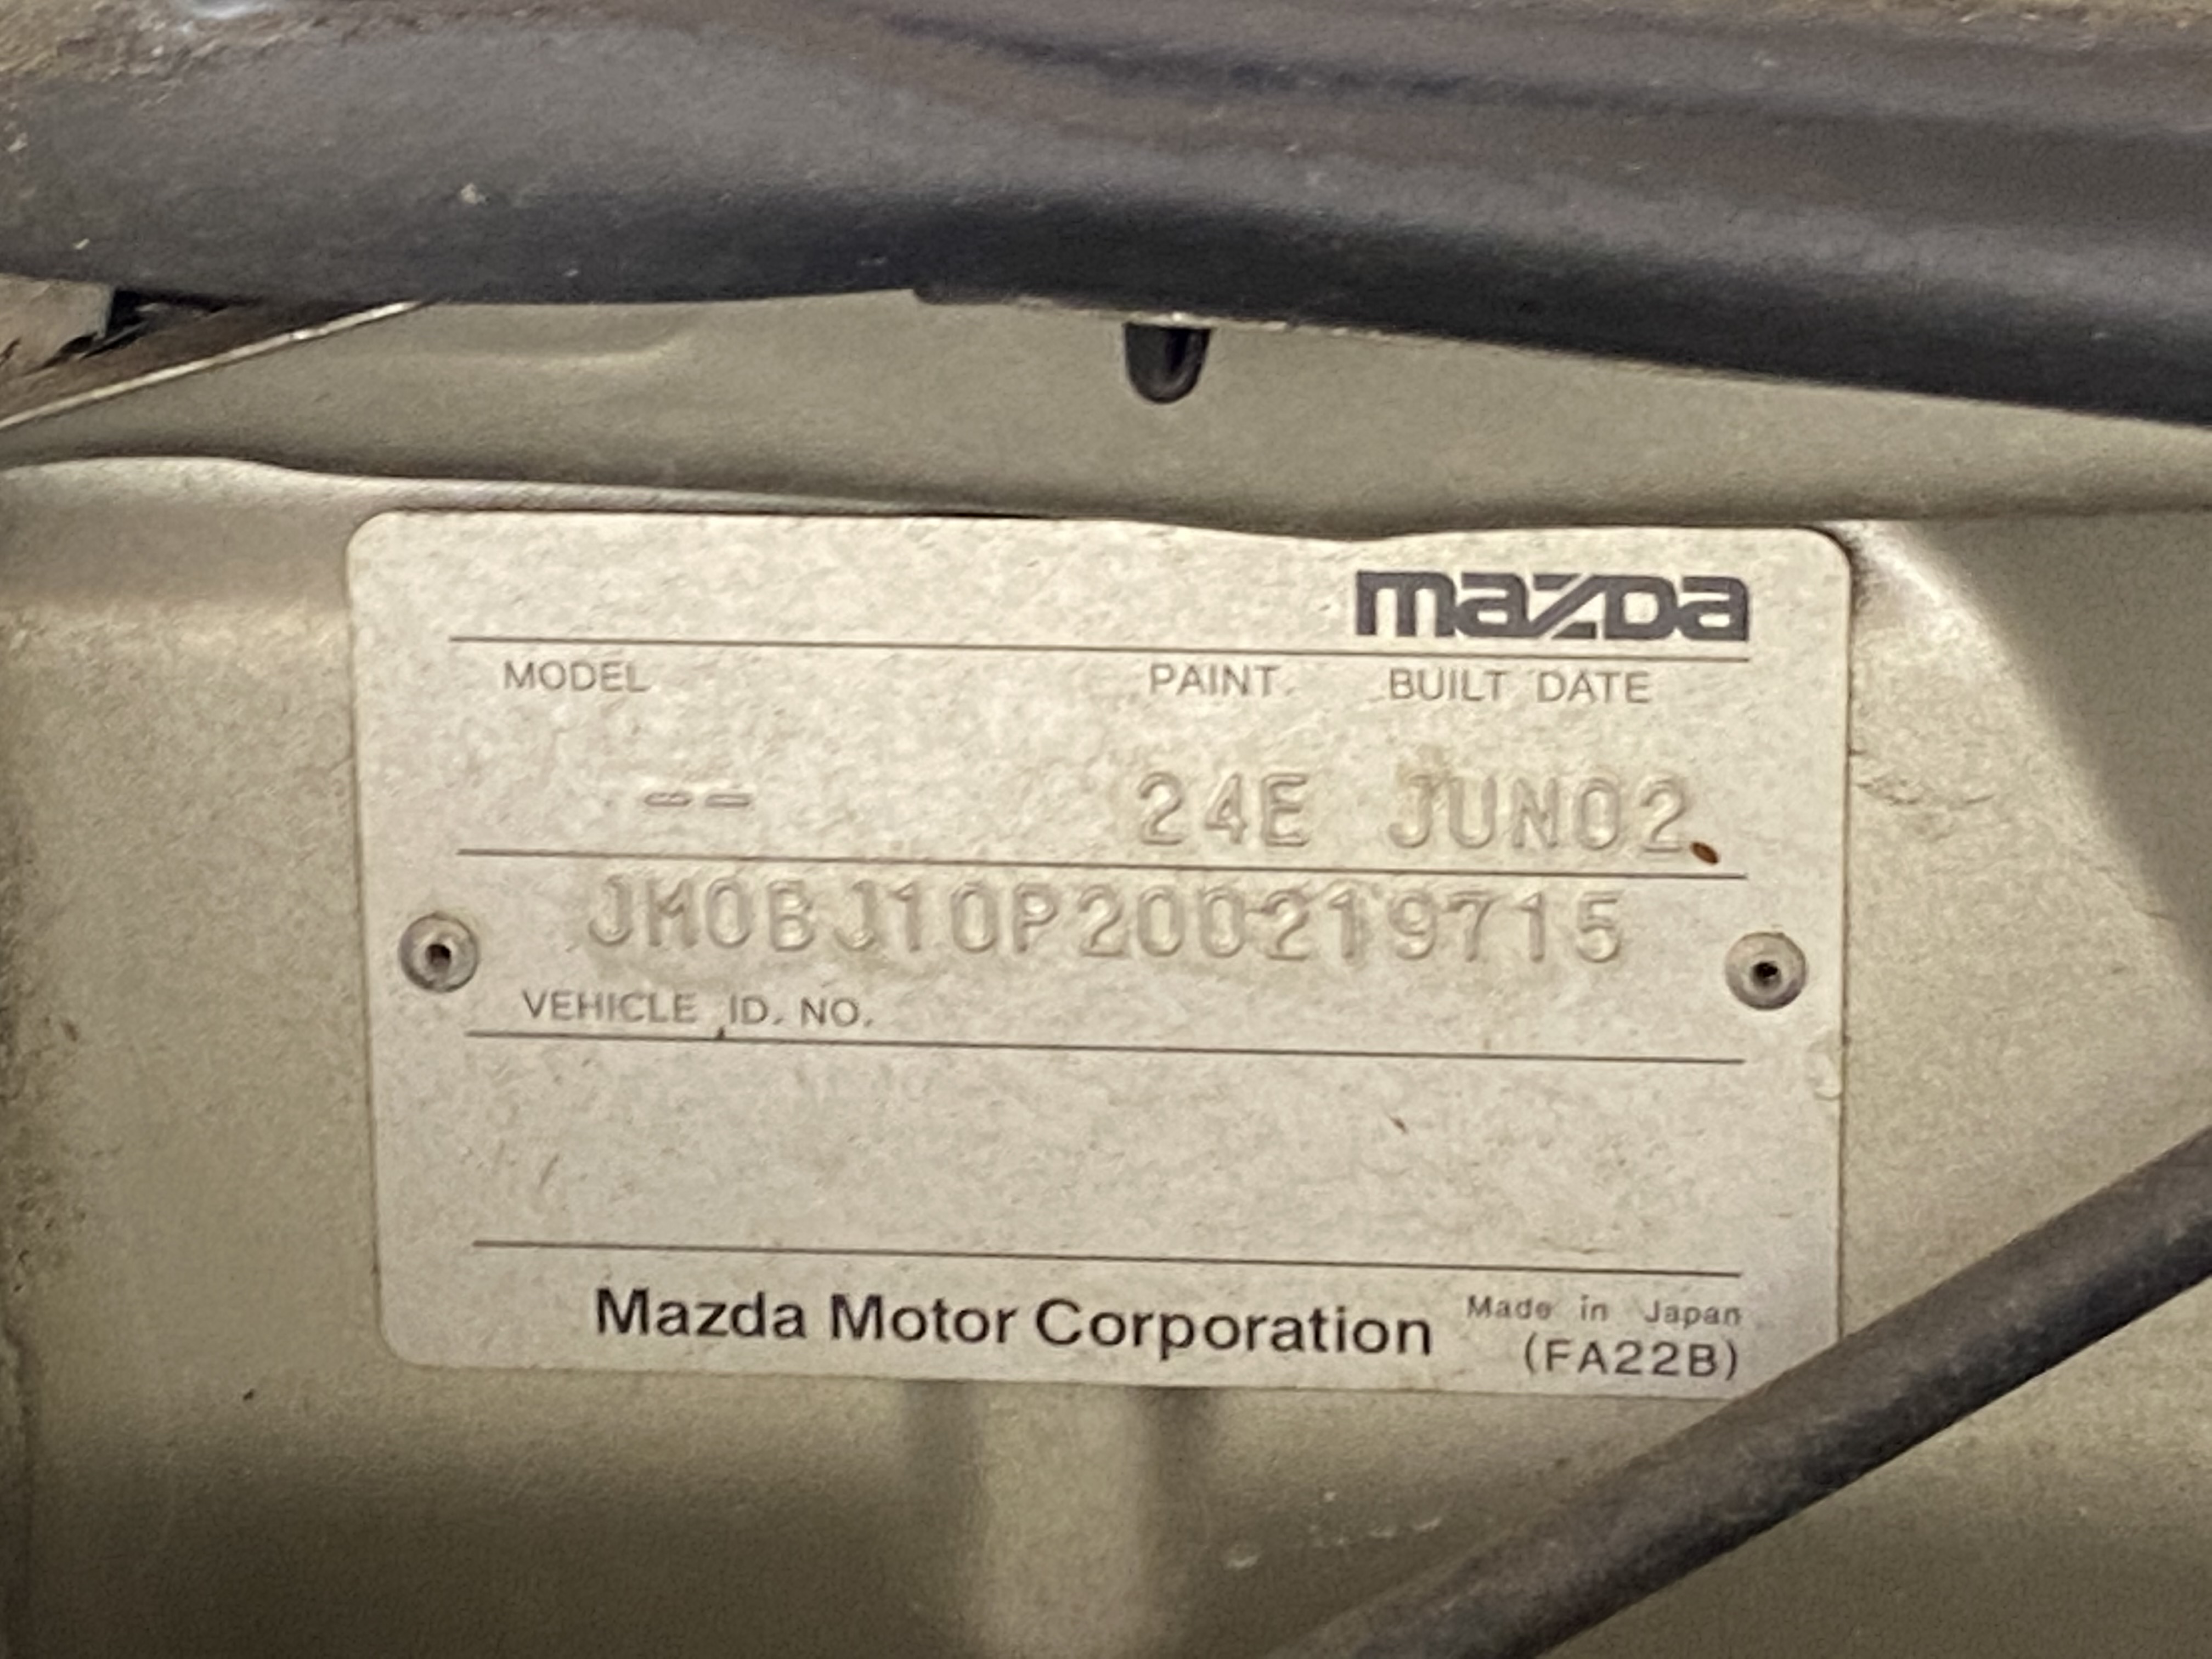 mazda
MODEL PAINT. BUILT DATE
-- 24E JUN02
JM0BJ10P200219715
VEHICLE ID. NO.
Mazda Motor Corporation Made in Japan
(FA22B)